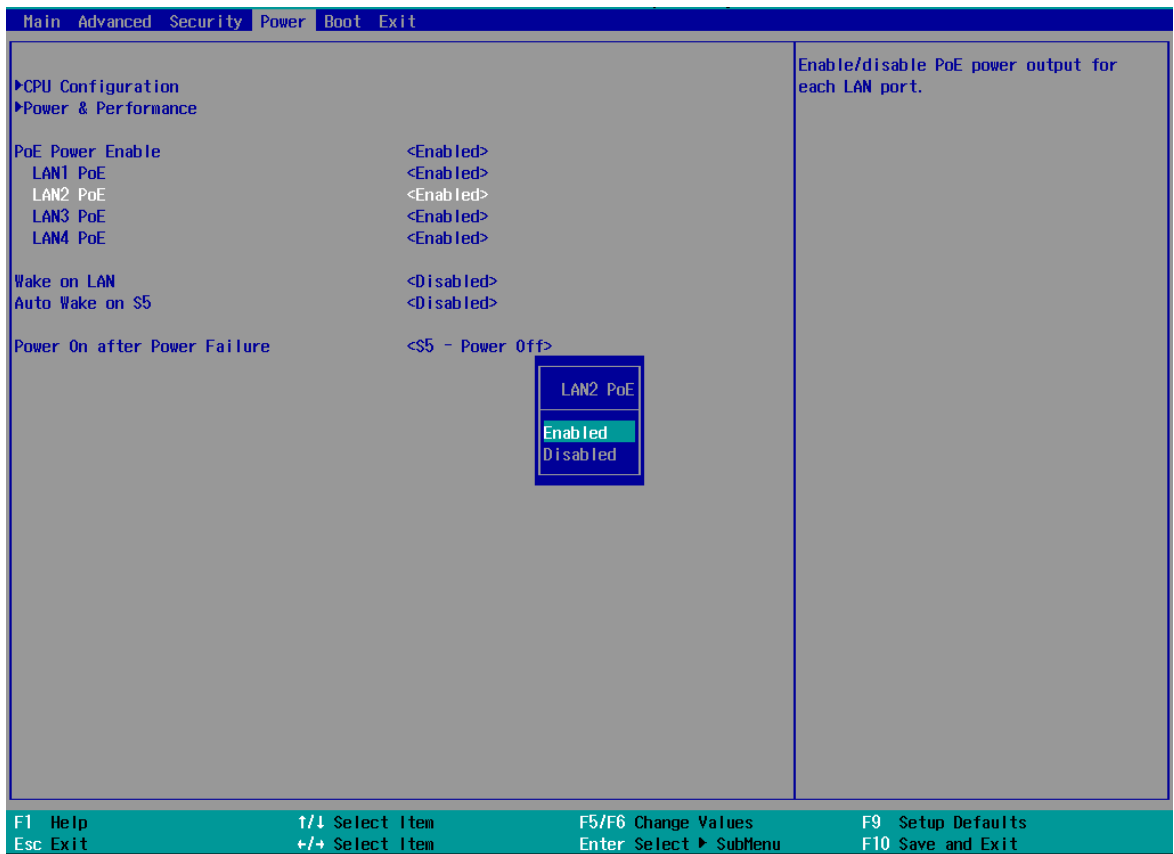 Main Advanced Security Power Boot Exit
Enable/disable PoE power output for
each LAN port.
▶CPU Configuration
▶Power & Performance
PoE Power Enable <Enabled>
LAN1 PoE <Enabled>
LAN2 PoE <Enabled>
LAN3 PoE <Enabled>
LAN4 PoE <Enabled>
Wake on LAN <Disabled>
Auto Wake on S5 <Disabled>
Power On after Power Failure <S5 - Power Off>
LAN2 PoE
Enabled
Disabled
F1 Help ↑/↓ Select Item F5/F6 Change Values F9 Setup Defaults
Esc Exit ←/→ Select Item Enter Select ▶ SubMenu F10 Save and Exit